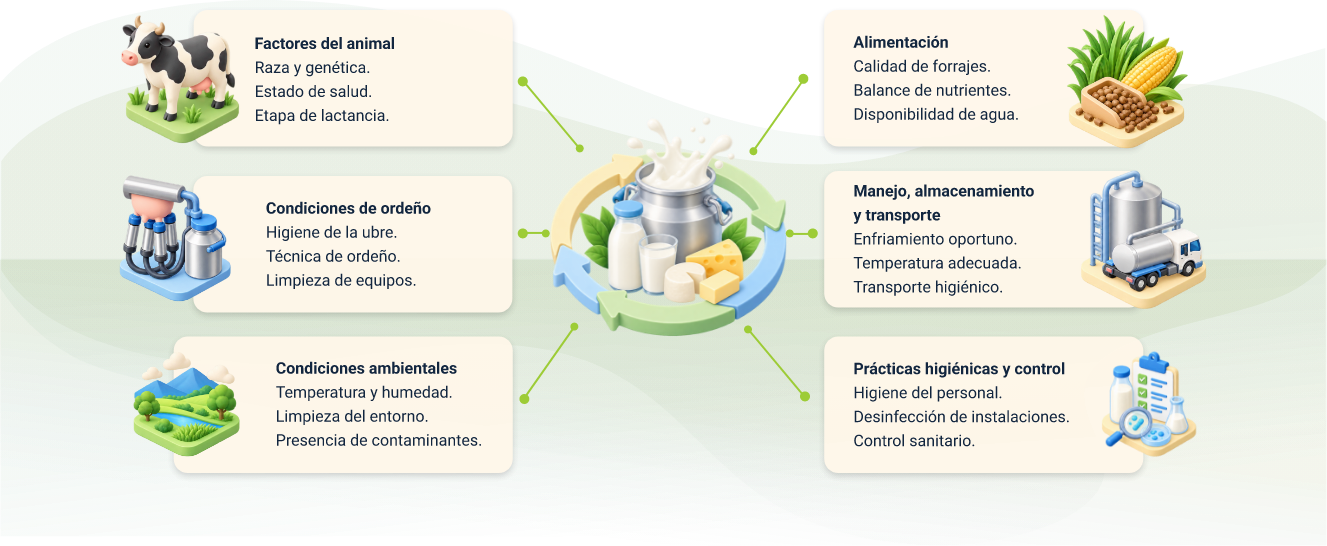 Factores del animal
Raza y genética.
Estado de salud.
Etapa de lactancia.
Condiciones de ordeño
Higiene de la ubre.
Técnica de ordeño.
Limpieza de equipos.
Condiciones ambientales
Temperatura y humedad.
Limpieza del entorno.
Presencia de contaminantes.
Alimentación
Calidad de forrajes.
Balance de nutrientes.
Disponibilidad de agua.
Manejo, almacenamiento
y transporte
Enfriamiento oportuno.
Temperatura adecuada.
Transporte higiénico.
Prácticas higiénicas y control
Higiene del personal.
Desinfección de instalaciones.
Control sanitario.